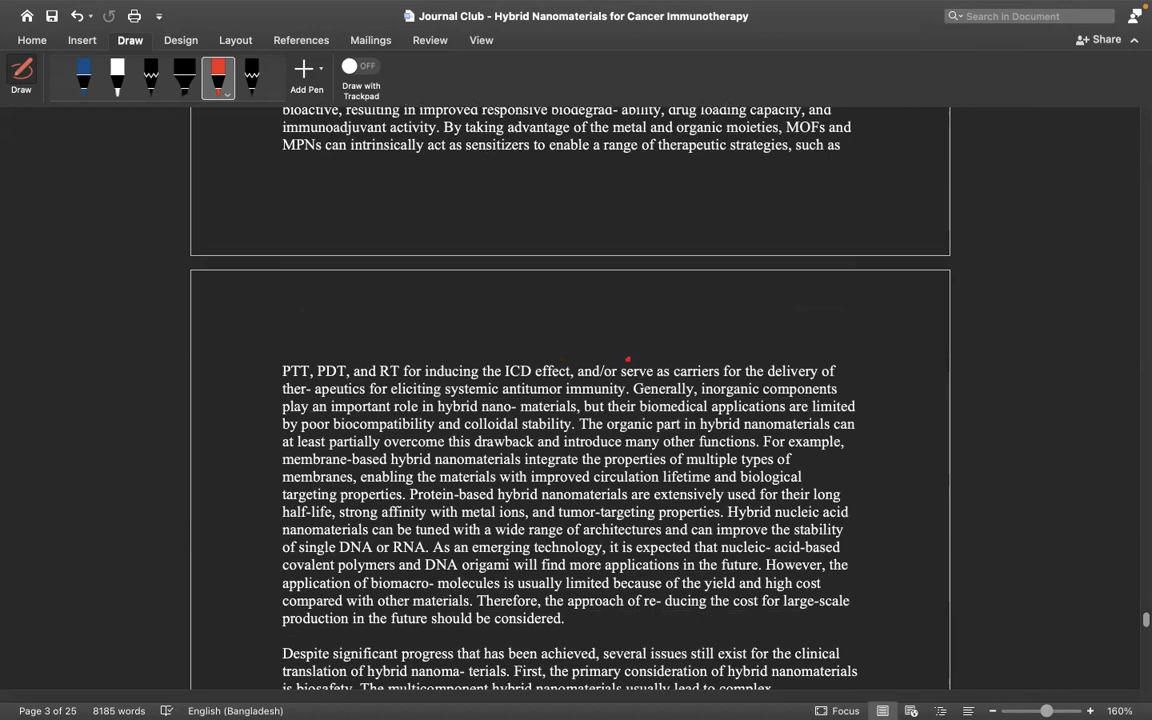 Journal Club - Hybrid Nanomaterials for Cancer Immunotherapy
Search in Document
Home Insert Draw Design Layout References Mailings Review View
Share
Draw
Add Pen
OFF
Draw with
Trackpad
bioactive, resulting in improved responsive biodegrad- ability, drug loading capacity, and
immunoadjuvant activity. By taking advantage of the metal and organic moieties, MOFs and
MPNs can intrinsically act as sensitizers to enable a range of therapeutic strategies, such as
PTT, PDT, and RT for inducing the ICD effect, and/or serve as carriers for the delivery of
ther- apeutics for eliciting systemic antitumor immunity. Generally, inorganic components
play an important role in hybrid nano- materials, but their biomedical applications are limited
by poor biocompatibility and colloidal stability. The organic part in hybrid nanomaterials can
at least partially overcome this drawback and introduce many other functions. For example,
membrane-based hybrid nanomaterials integrate the properties of multiple types of
membranes, enabling the materials with improved circulation lifetime and biological
targeting properties. Protein-based hybrid nanomaterials are extensively used for their long
half-life, strong affinity with metal ions, and tumor-targeting properties. Hybrid nucleic acid
nanomaterials can be tuned with a wide range of architectures and can improve the stability
of single DNA or RNA. As an emerging technology, it is expected that nucleic- acid-based
covalent polymers and DNA origami will find more applications in the future. However, the
application of biomacro- molecules is usually limited because of the yield and high cost
compared with other materials. Therefore, the approach of re- ducing the cost for large-scale
production in the future should be considered.
Despite significant progress that has been achieved, several issues still exist for the clinical
translation of hybrid nanoma- terials. First, the primary consideration of hybrid nanomaterials
is biosafety. The multicomponent hybrid nanomaterials usually lead to complex
Page 3 of 25 8185 words English (Bangladesh) Focus 160%